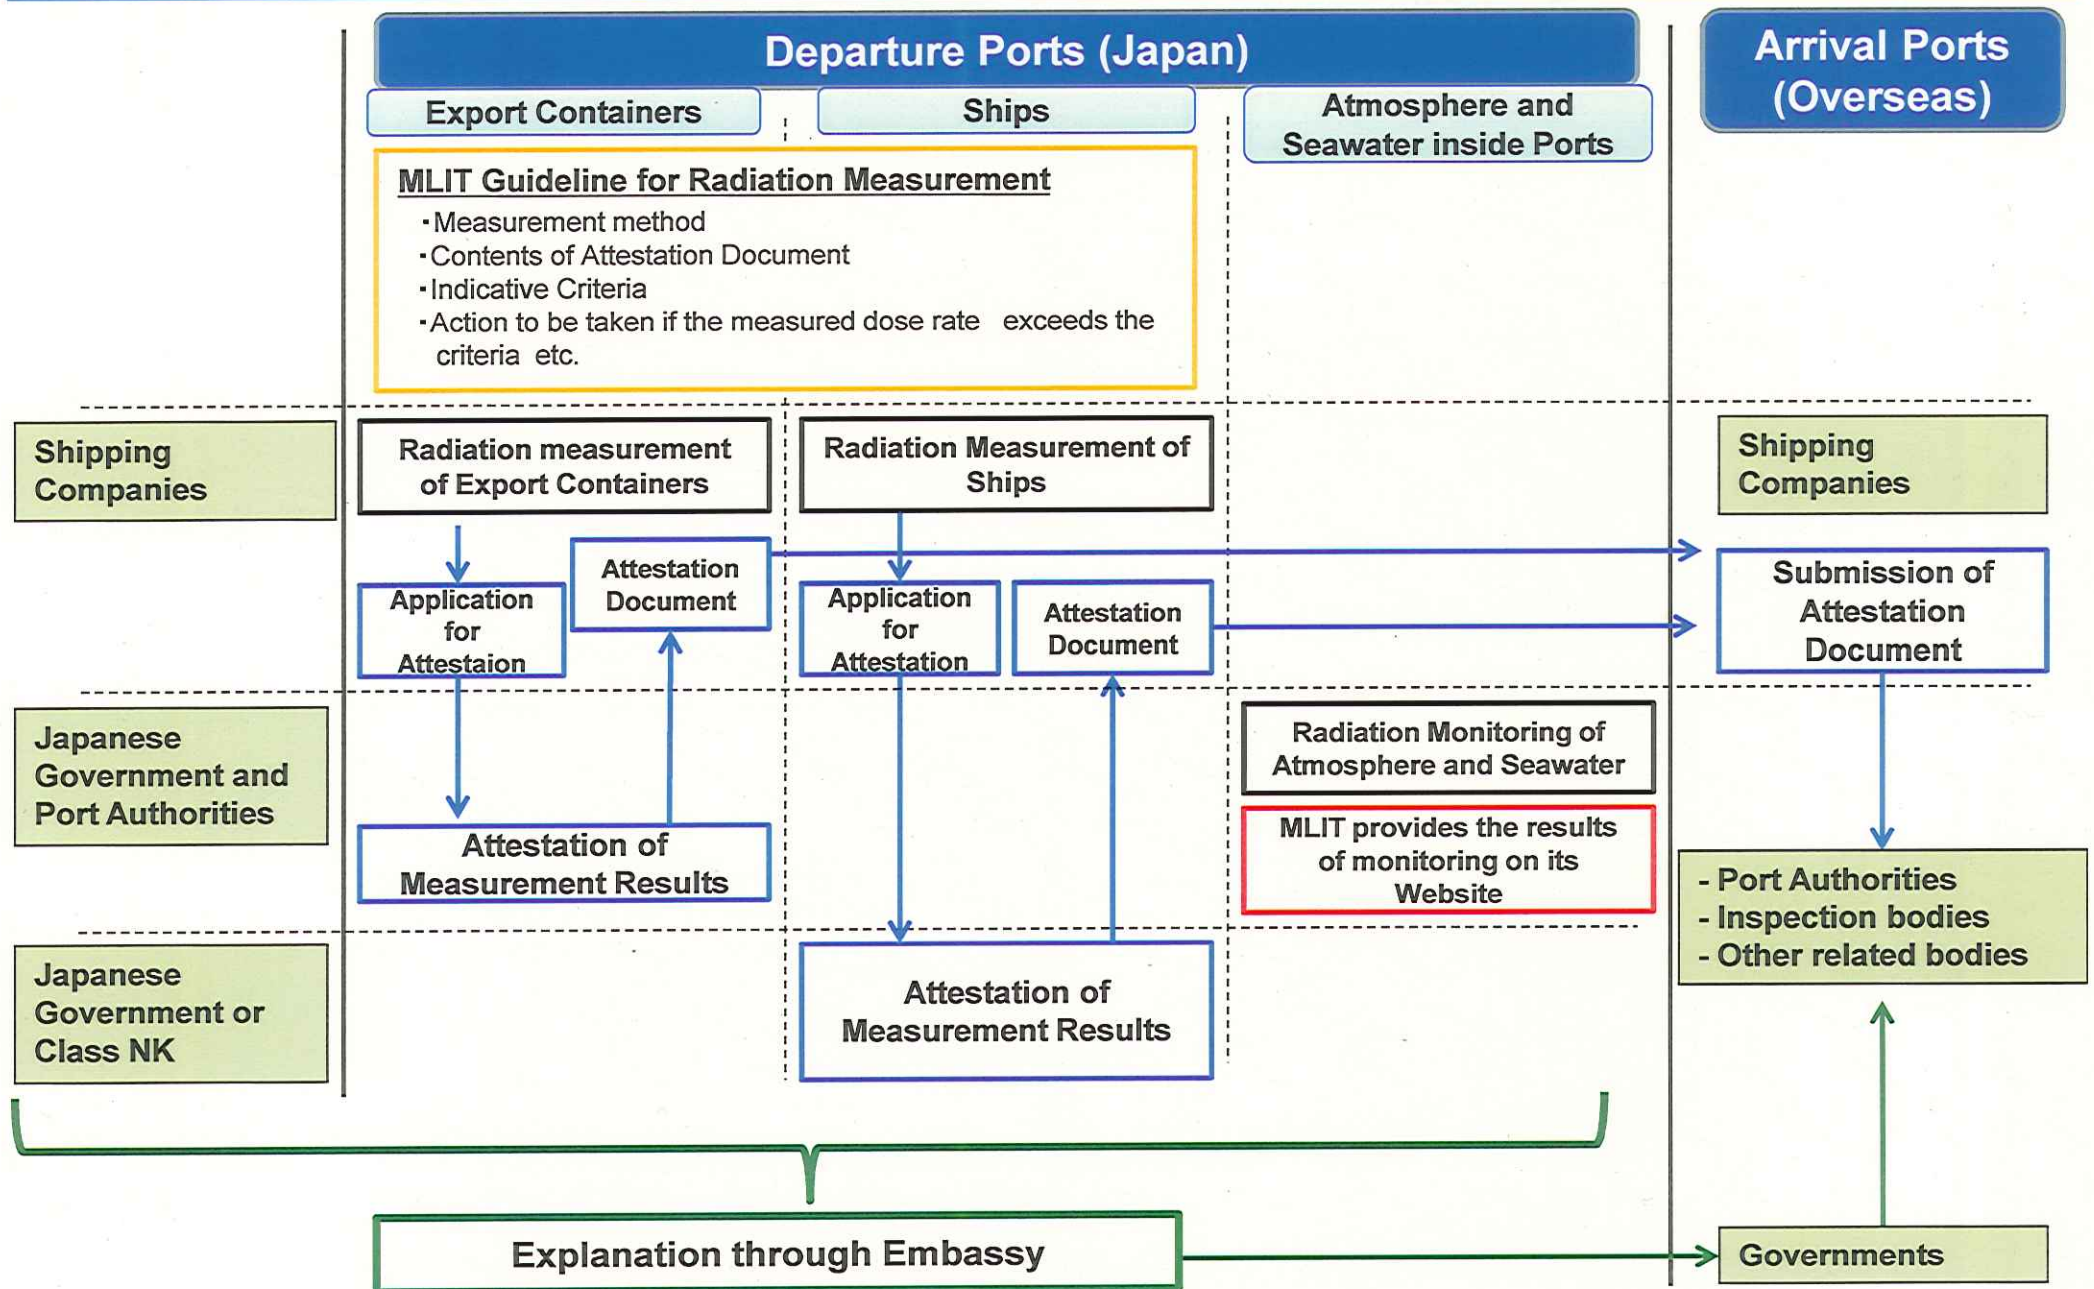 Departure Ports (Japan)
Arrival Ports
(Overseas)
Export Containers
Ships
Atmosphere and
Seawater inside Ports
MLIT Guideline for Radiation Measurement
・Measurement method
・Contents of Attestation Document
・Indicative Criteria
・Action to be taken if the measured dose rate exceeds the
criteria etc.
Shipping
Companies
Radiation measurement
of Export Containers
Radiation Measurement of
Ships
Shipping
Companies
Application
for
Attestaion
Attestation
Document
Application
for
Attestation
Attestation
Document
Submission of
Attestation
Document
Japanese
Government and
Port Authorities
Attestation of
Measurement Results
Radiation Monitoring of
Atmosphere and Seawater
MLIT provides the results
of monitoring on its
Website
- Port Authorities
- Inspection bodies
- Other related bodies
Japanese
Government or
Class NK
Attestation of
Measurement Results
Explanation through Embassy
Governments